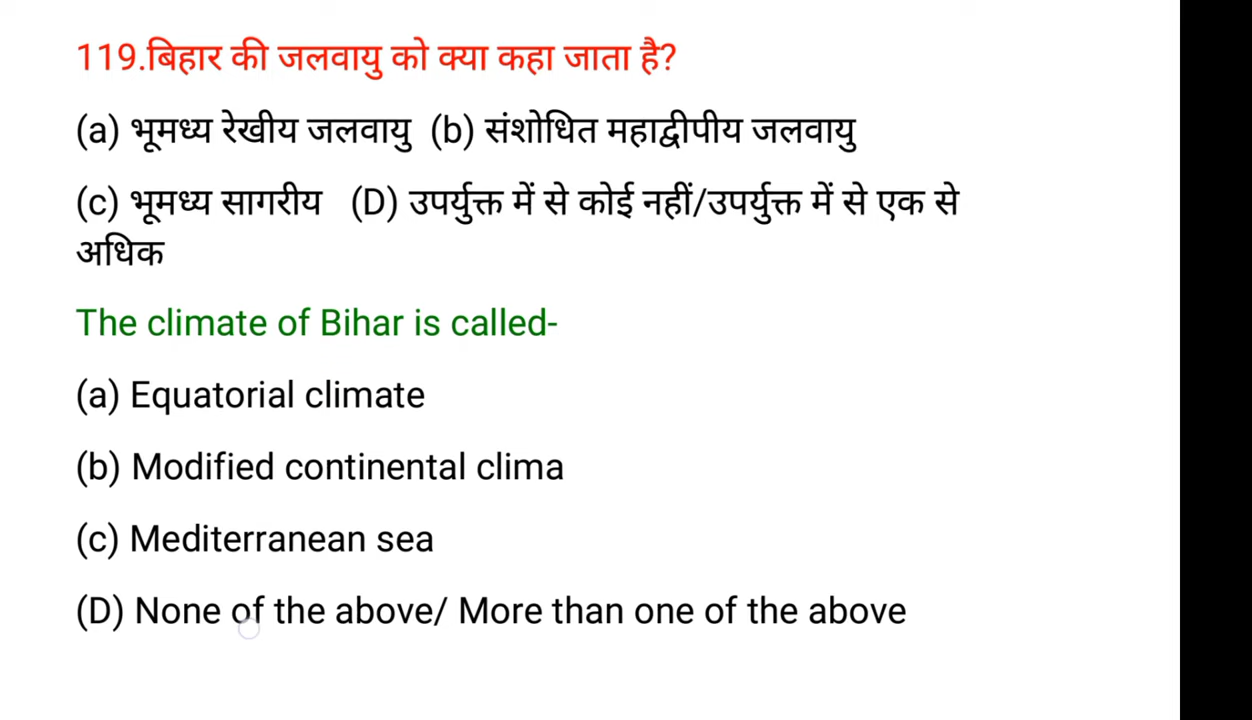 119.बिहार की जलवायु को क्या कहा जाता है?
(a) भूमध्य रेखीय जलवायु (b) संशोधित महाद्वीपीय जलवायु
(c) भूमध्य सागरीय (D) उपर्युक्त में से कोई नहीं/उपर्युक्त में से एक से
अधिक
The climate of Bihar is called-
(a) Equatorial climate
(b) Modified continental clima
(c) Mediterranean sea
(D) None of the above/ More than one of the above